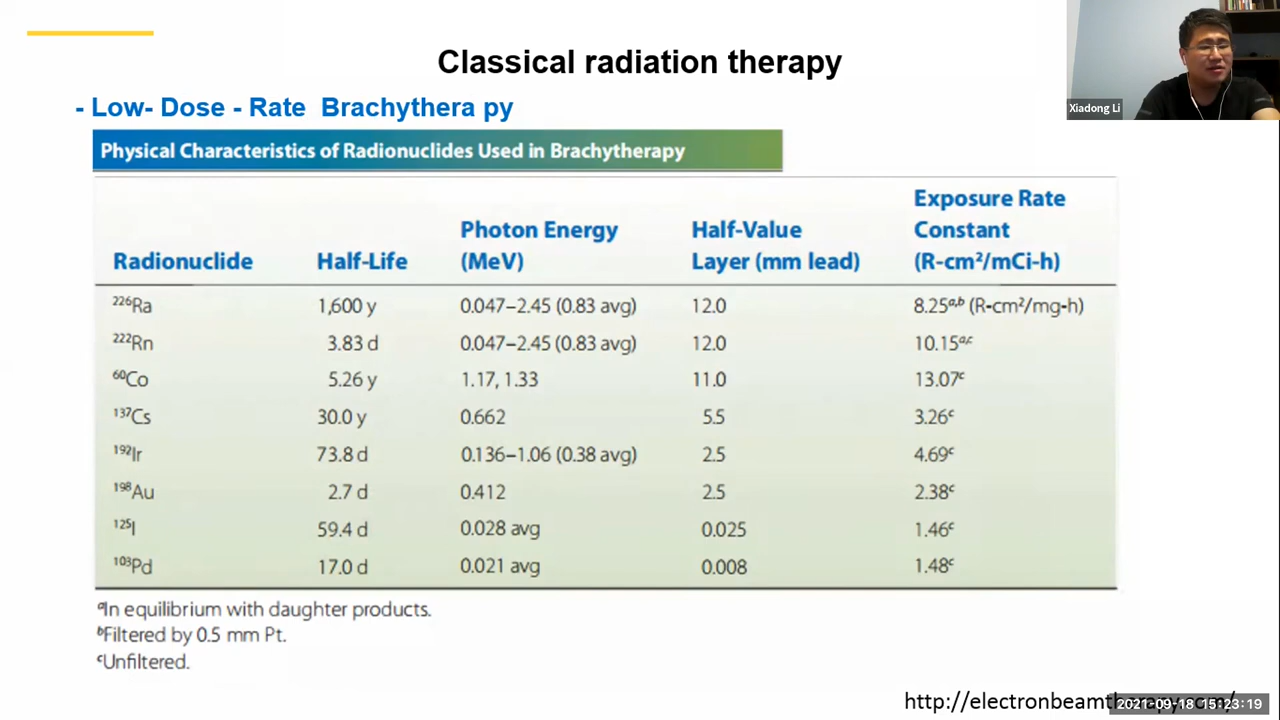 Classical radiation therapy
Xiadong Li
- Low- Dose - Rate Brachythera py
Physical Characteristics of Radionuclides Used in Brachytherapy
Radionuclide Half-Life Photon Energy (MeV) Half-Value Layer (mm lead) Exposure Rate Constant (R-cm²/mCi-h)
²²⁶Ra 1,600 y 0.047–2.45 (0.83 avg) 12.0 8.25ᵃ,ᵇ (R-cm²/mg-h)
²²²Rn 3.83 d 0.047–2.45 (0.83 avg) 12.0 10.15ᵃ,ᶜ
⁶⁰Co 5.26 y 1.17, 1.33 11.0 13.07ᶜ
¹³⁷Cs 30.0 y 0.662 5.5 3.26ᶜ
¹⁹²Ir 73.8 d 0.136–1.06 (0.38 avg) 2.5 4.69ᶜ
¹⁹⁸Au 2.7 d 0.412 2.5 2.38ᶜ
¹²⁵I 59.4 d 0.028 avg 0.025 1.46ᶜ
¹⁰³Pd 17.0 d 0.021 avg 0.008 1.48ᶜ
ᵃIn equilibrium with daughter products.
ᵇFiltered by 0.5 mm Pt.
ᶜUnfiltered.
http://electronbeamtherapy.com/
2021-09-18 15:23:19